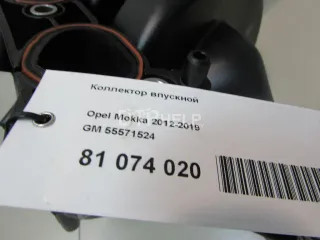 Коллектор впускной
Opel Mokka 2012-2019
GM 55571524
81 074 020